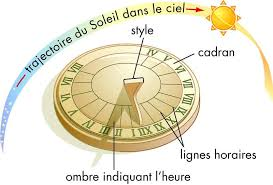 trajectoire du Soleil dans le ciel
style
cadran
lignes horaires
ombre indiquant l'heure